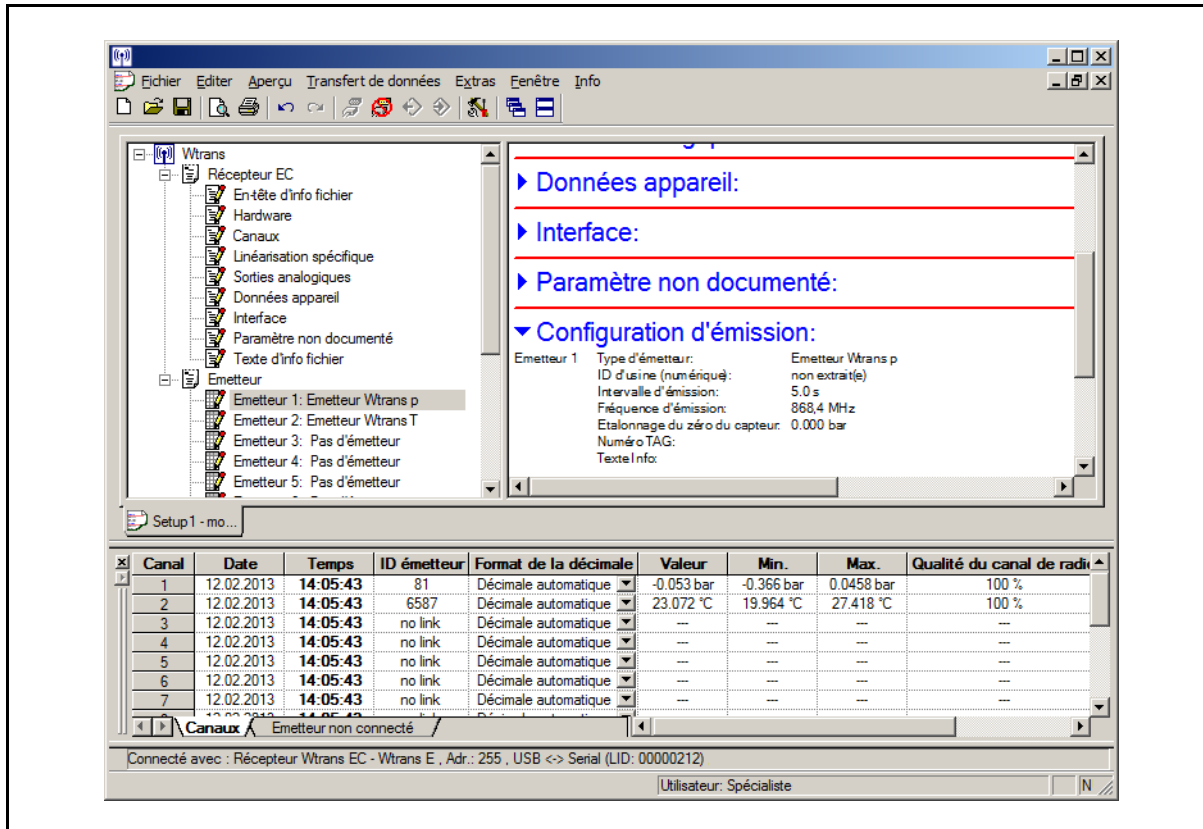 Fichier Editer Aperçu Transfert de données Extras Fenêtre Info
Wtrans
Récepteur EC
En-tête d'info fichier
Hardware
Canaux
Linéarisation spécifique
Sorties analogiques
Données appareil
Interface
Paramètre non documenté
Texte d'info fichier
Emetteur
Emetteur 1: Emetteur Wtrans p
Emetteur 2: Emetteur Wtrans T
Emetteur 3: Pas d'émetteur
Emetteur 4: Pas d'émetteur
Emetteur 5: Pas d'émetteur
Données appareil:
Interface:
Paramètre non documenté:
Configuration d'émission:
Emetteur 1 Type d'émetteur: Emetteur Wtrans p
ID d'usine (numérique): non extrait(e)
Intervalle d'émission: 5.0 s
Fréquence d'émission: 868,4 MHz
Etalonnage du zéro du capteur: 0.000 bar
Numéro TAG:
Texte Info:
Setup1 - mo...
Canal Date Temps ID émetteur Format de la décimale Valeur Min. Max. Qualité du canal de radi
1 12.02.2013 14:05:43 81 Décimale automatique -0.053 bar -0.366 bar 0.0458 bar 100 %
2 12.02.2013 14:05:43 6587 Décimale automatique 23.072 °C 19.964 °C 27.418 °C 100 %
3 12.02.2013 14:05:43 no link Décimale automatique --- --- --- ---
4 12.02.2013 14:05:43 no link Décimale automatique --- --- --- ---
5 12.02.2013 14:05:43 no link Décimale automatique --- --- --- ---
6 12.02.2013 14:05:43 no link Décimale automatique --- --- --- ---
7 12.02.2013 14:05:43 no link Décimale automatique --- --- --- ---
Canaux Emetteur non connecté
Connecté avec : Récepteur Wtrans EC - Wtrans E , Adr.: 255 , USB <-> Serial (LID: 00000212)
Utilisateur: Spécialiste N